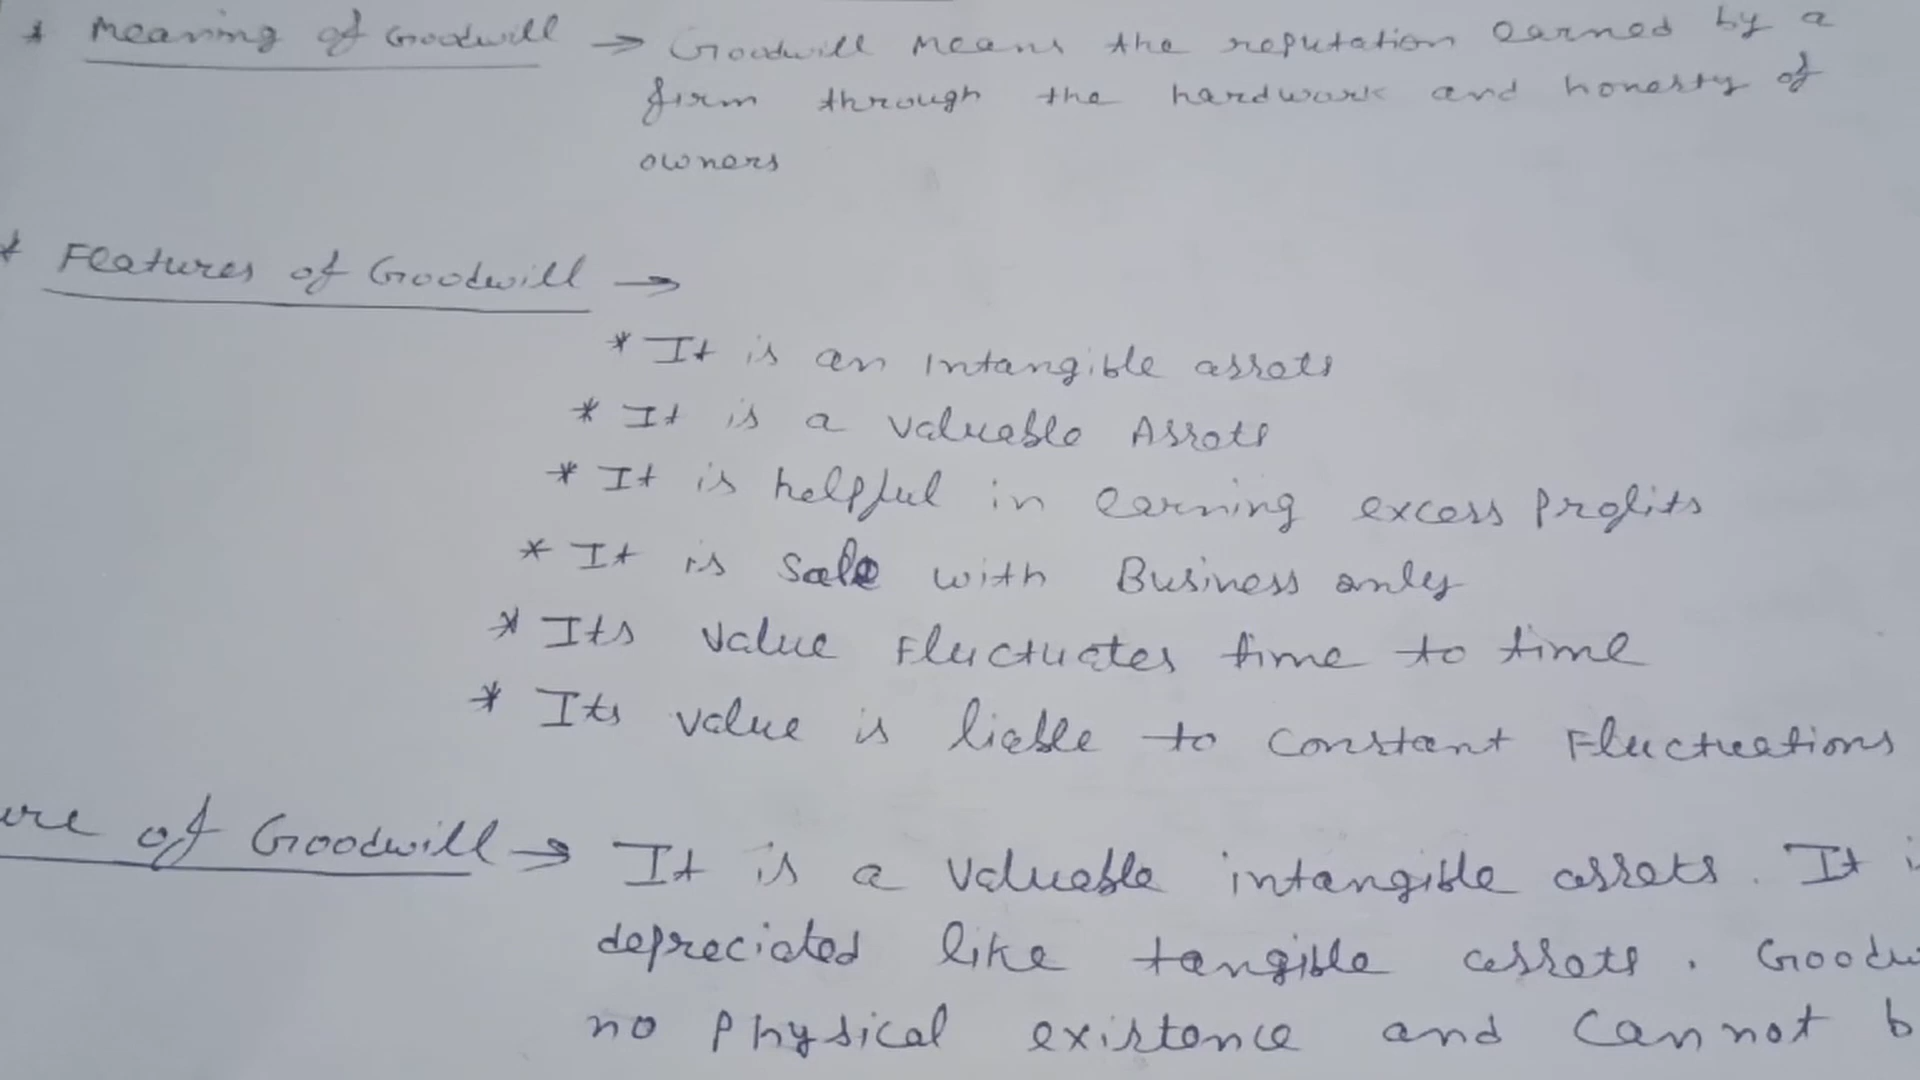 * Meaning of Goodwill → Goodwill Means the reputation earned by a
firm through the hardwork and honesty of
owners
* Features of Goodwill →
* It is an Intangible assets
* It is a valuable Assets
* It is helpful in earning excess Profits
* It is Sale with Business only
* Its value Fluctuates time to time
* Its value is liable to constant Fluctuations
of Goodwill → It is a valuable intangible assets. It
depreciated like tangible assets. Goodw
no physical existence and cannot b